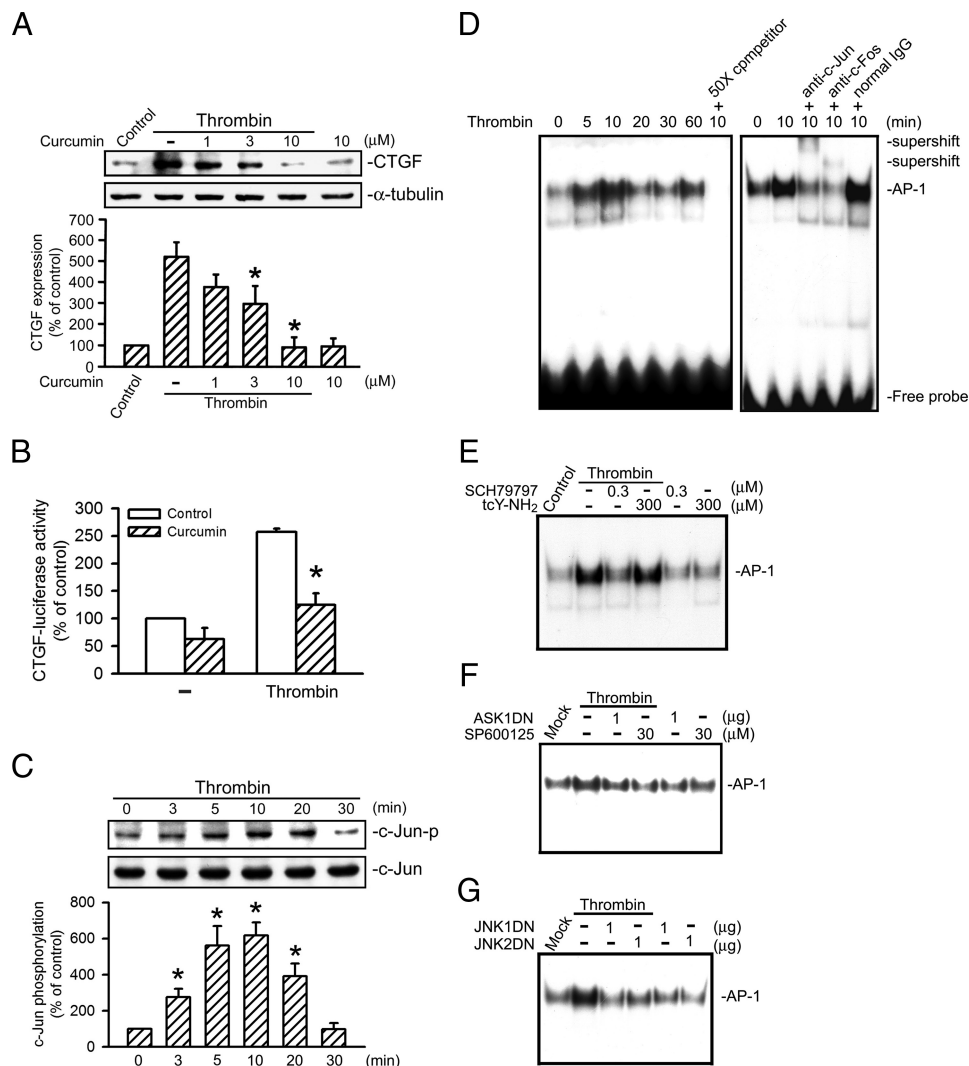 A
Control
Thrombin
Curcumin - 1 3 10 10 (μM)
-CTGF
-α-tubulin
CTGF expression
(% of control)
700
600
500
400
300
200
100
0
* *
Curcumin - 1 3 10 10 (μM)
Control
Thrombin
B
CTGF-luciferase activity
(% of control)
300
250
200
150
100
50
0
Control
Curcumin
*
- Thrombin
C
Thrombin
0 3 5 10 20 30 (min)
-c-Jun-p
-c-Jun
c-Jun phosphorylation
(% of control)
800
600
400
200
0
* * * *
0 3 5 10 20 30 (min)
D
50X cpmpetitor
anti-c-Jun
anti-c-Fos
normal IgG
+ + + +
Thrombin 0 5 10 20 30 60 10 0 10 10 10 10 (min)
-supershift
-supershift
-AP-1
-Free probe
E
Control
Thrombin
SCH79797 - 0.3 - 0.3 - (μM)
tcY-NH2 - - 300 - 300 (μM)
-AP-1
F
Mock
Thrombin
ASK1DN - 1 - 1 - (μg)
SP600125 - - 30 - 30 (μM)
-AP-1
G
Mock
Thrombin
JNK1DN - 1 - 1 - (μg)
JNK2DN - - 1 - 1 (μg)
-AP-1